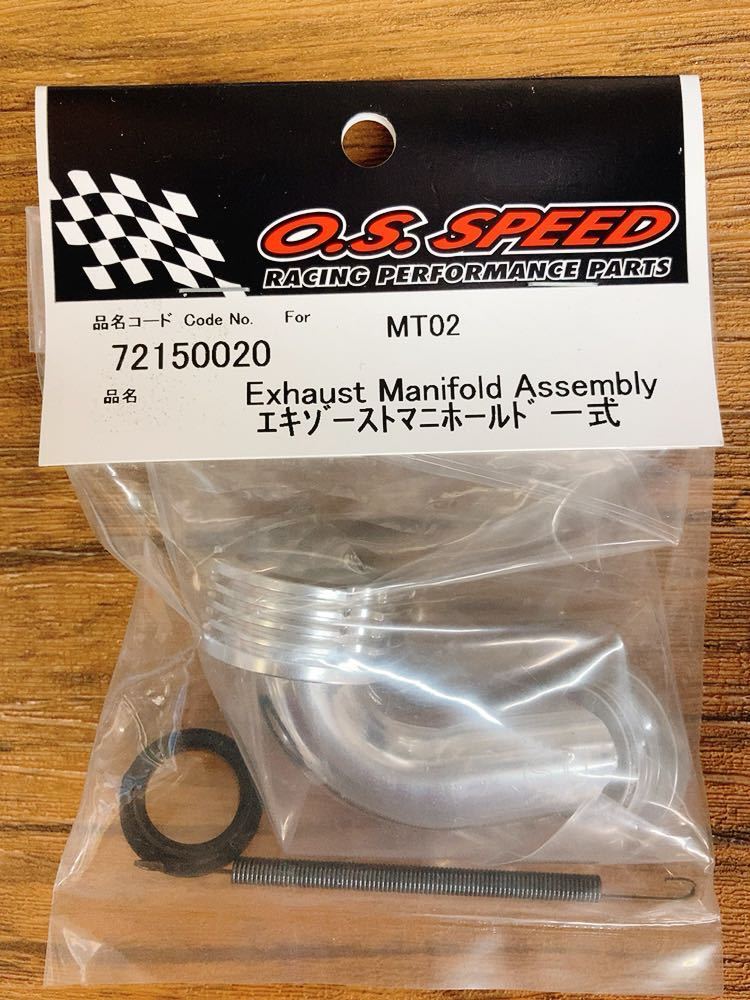 O.S. SPEED
RACING PERFORMANCE PARTS
品名コード Code No. For MT02
72150020
品名 Exhaust Manifold Assembly
エキゾーストマニホールド一式